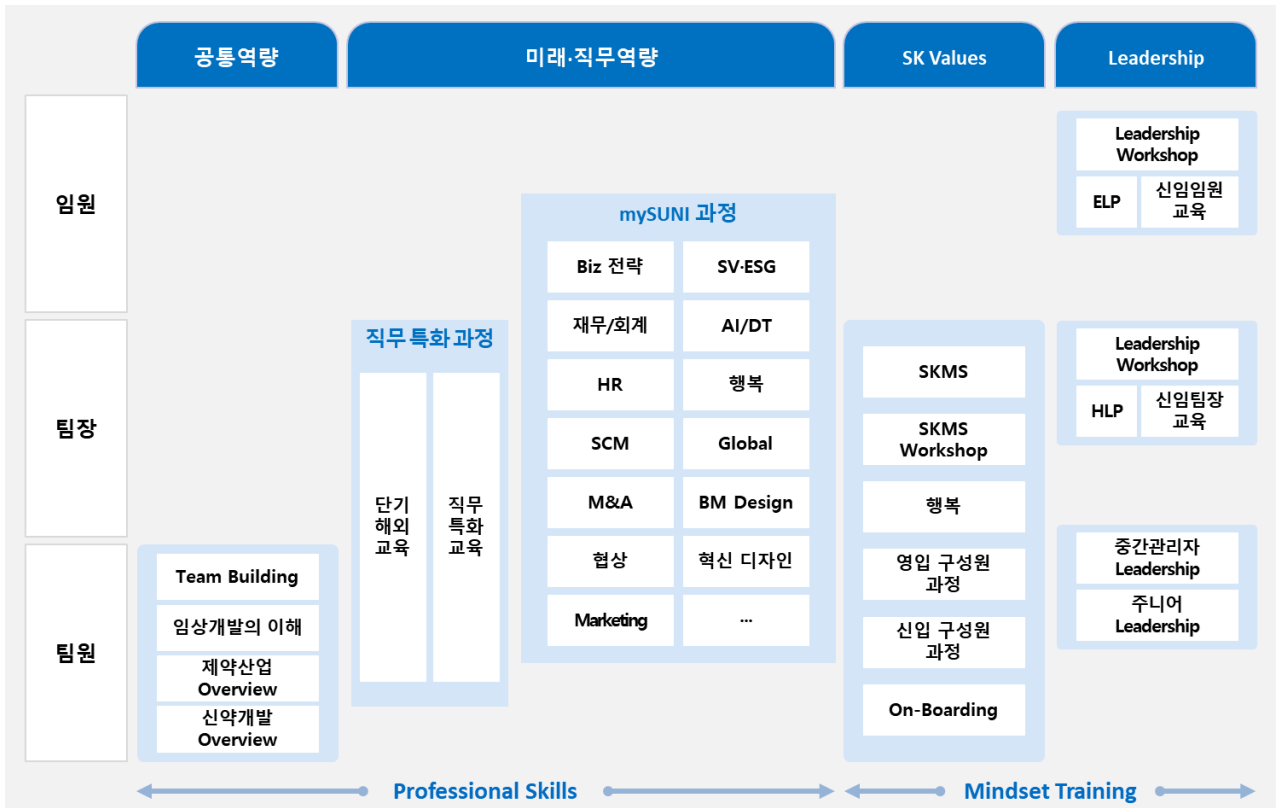 공통역량
미래·직무역량
SK Values
Leadership
임원
팀장
팀원
Team Building
임상개발의 이해
제약산업
Overview
신약개발
Overview
직무 특화 과정
단기
해외
교육
직무
특화
교육
mySUNI 과정
Biz 전략
SV·ESG
재무/회계
AI/DT
HR
행복
SCM
Global
M&A
BM Design
협상
혁신 디자인
Marketing
...
SKMS
SKMS
Workshop
행복
영입 구성원
과정
신입 구성원
과정
On-Boarding
Leadership
Workshop
ELP
신임임원
교육
Leadership
Workshop
HLP
신임팀장
교육
중간관리자
Leadership
주니어
Leadership
Professional Skills
Mindset Training